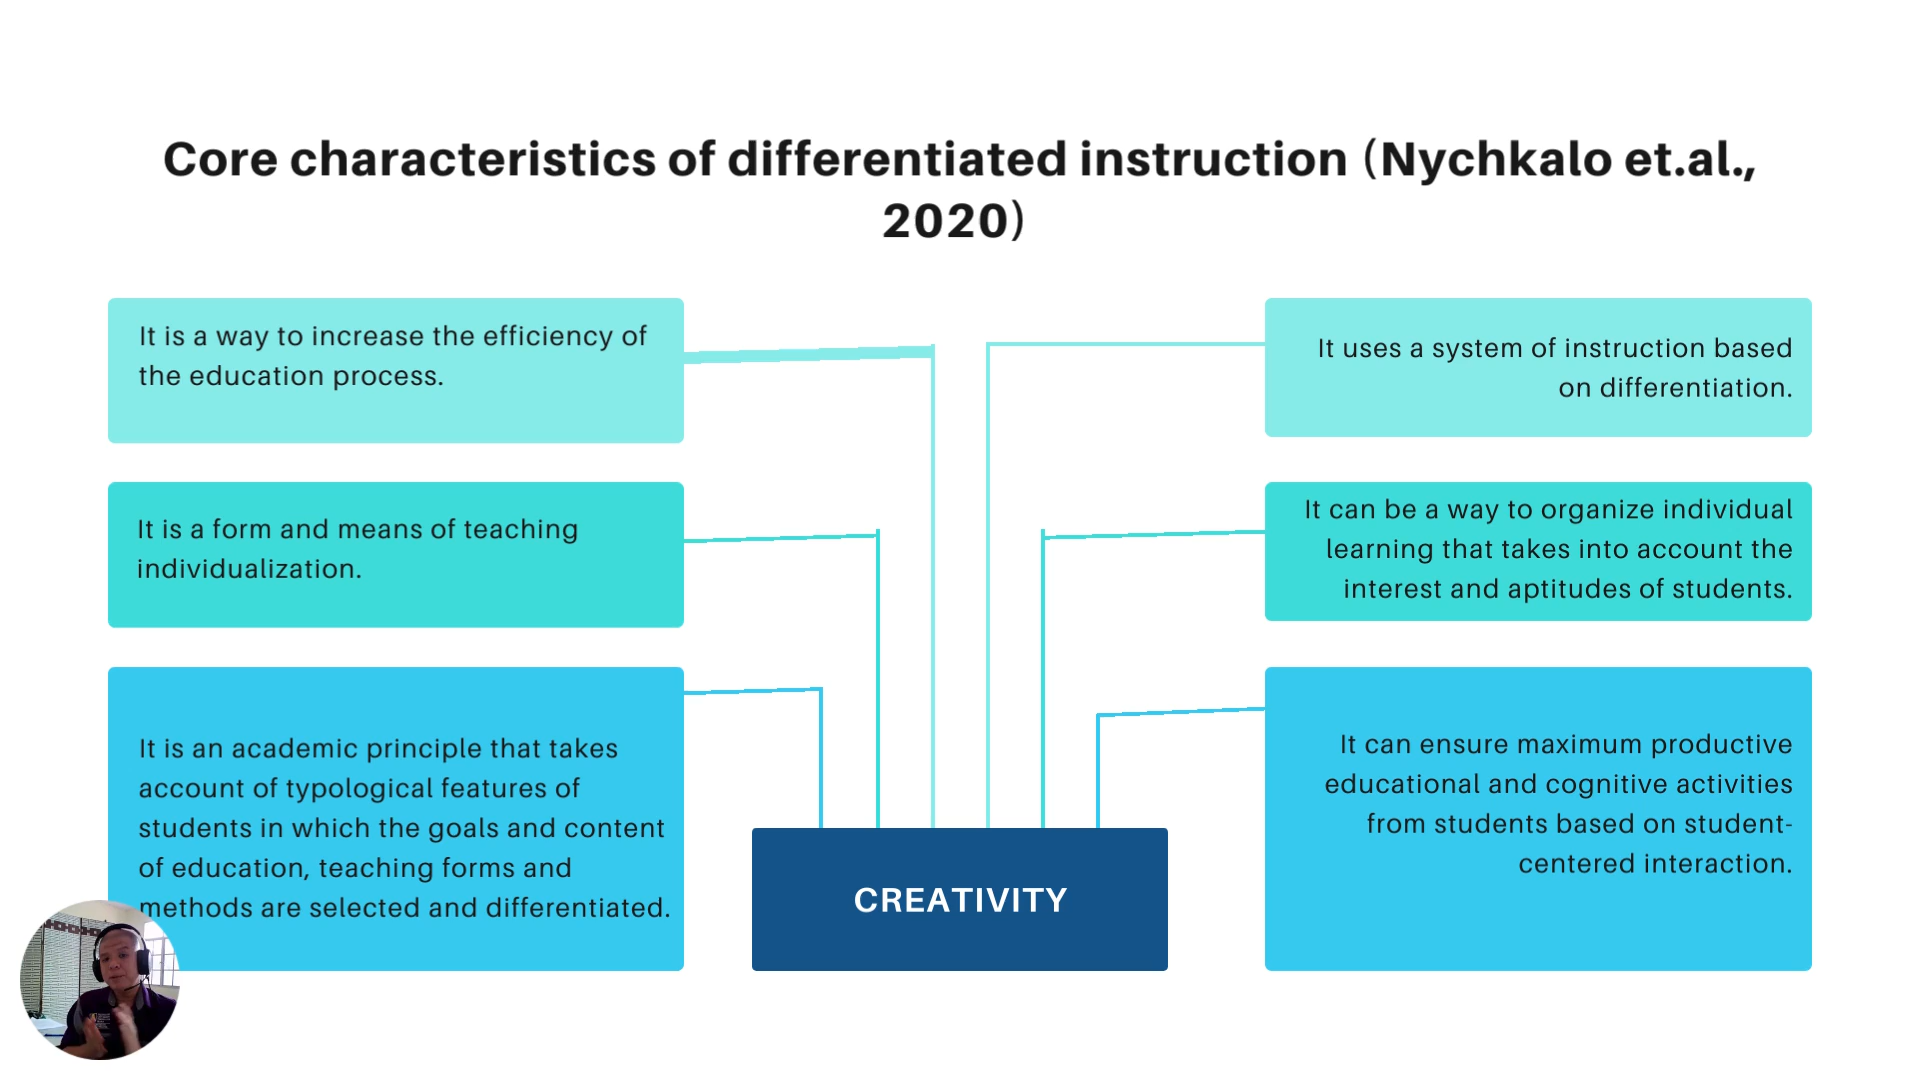 Core characteristics of differentiated instruction (Nychkalo et.al.,
2020)
It is a way to increase the efficiency of
the education process.
It is a form and means of teaching
individualization.
It is an academic principle that takes
account of typological features of
students in which the goals and content
of education, teaching forms and
methods are selected and differentiated.
It uses a system of instruction based
on differentiation.
It can be a way to organize individual
learning that takes into account the
interest and aptitudes of students.
It can ensure maximum productive
educational and cognitive activities
from students based on student-
centered interaction.
CREATIVITY